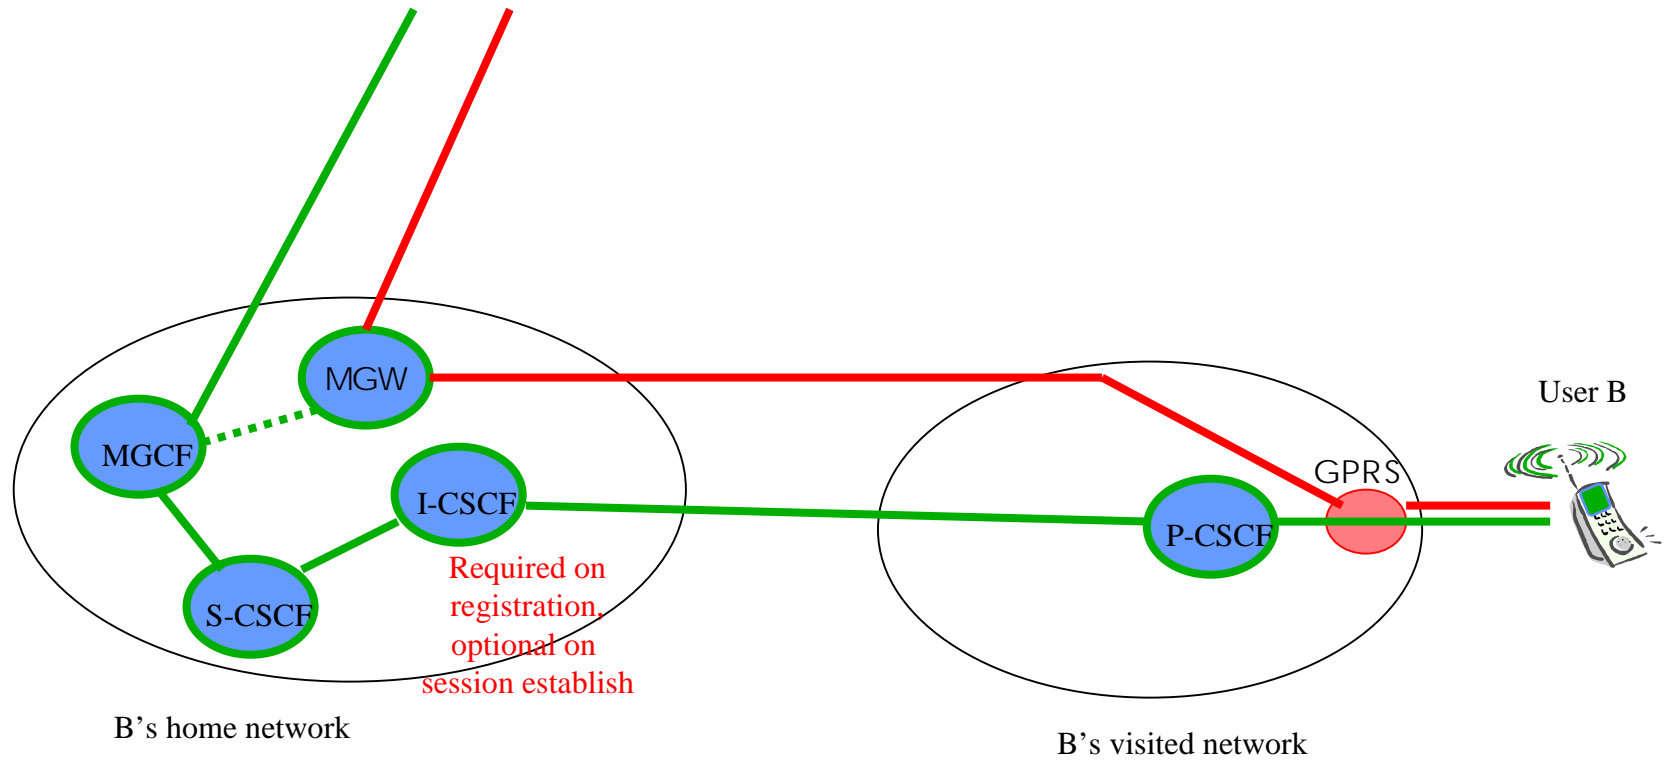 MGW
MGCF
I-CSCF
S-CSCF
Required on
registration,
optional on
session establish
B’s home network
GPRS
P-CSCF
B’s visited network
User B